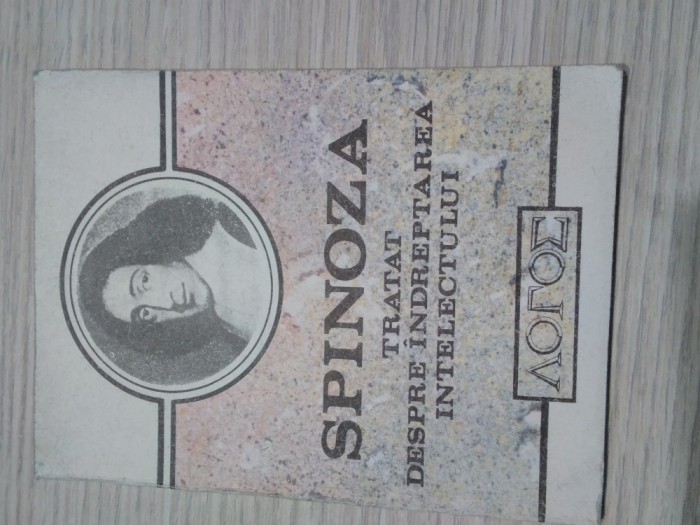 SPINOZA
TRATAT
DESPRE ÎNDREPTAREA
INTELECTULUI
ΛΟΓΟΣ